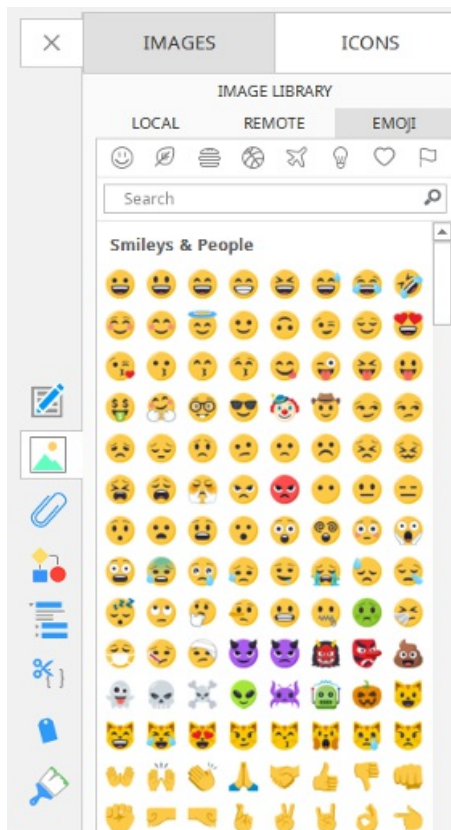 IMAGES ICONS
IMAGE LIBRARY
LOCAL REMOTE EMOJI
Search
Smileys & People